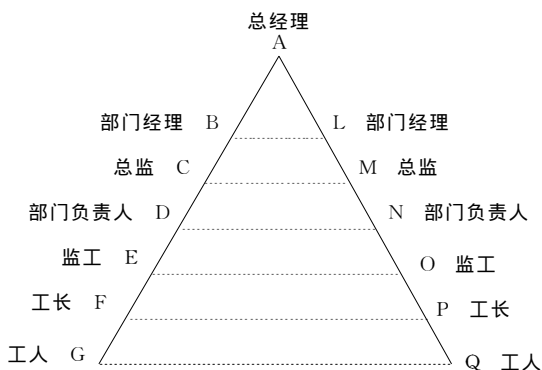 总经理
A
部门经理 B L 部门经理
总监 C M 总监
部门负责人 D N 部门负责人
监工 E O 监工
工长 F P 工长
工人 G Q 工人